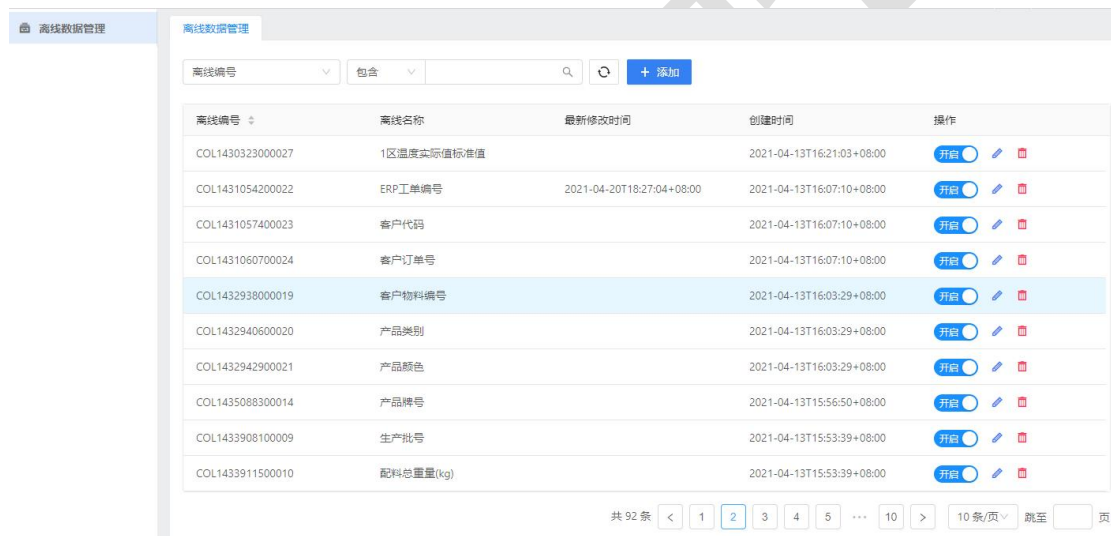 离线数据管理
离线数据管理
离线编号 包含 + 添加
离线编号 离线名称 最新修改时间 创建时间 操作
COL1430323000027 1区温度实际值标准值 2021-04-13T16:21:03+08:00 开启
COL1431054200022 ERP工单编号 2021-04-20T18:27:04+08:00 2021-04-13T16:07:10+08:00 开启
COL1431057400023 客户代码 2021-04-13T16:07:10+08:00 开启
COL1431060700024 客户订单号 2021-04-13T16:07:10+08:00 开启
COL1432938000019 客户物料编号 2021-04-13T16:03:29+08:00 开启
COL1432940600020 产品类别 2021-04-13T16:03:29+08:00 开启
COL1432942900021 产品颜色 2021-04-13T16:03:29+08:00 开启
COL1435088300014 产品牌号 2021-04-13T15:56:50+08:00 开启
COL1433908100009 生产批号 2021-04-13T15:53:39+08:00 开启
COL1433911500010 配料总重量(kg) 2021-04-13T15:53:39+08:00 开启
共 92 条 < 1 2 3 4 5 ··· 10 > 10 条/页 跳至 页